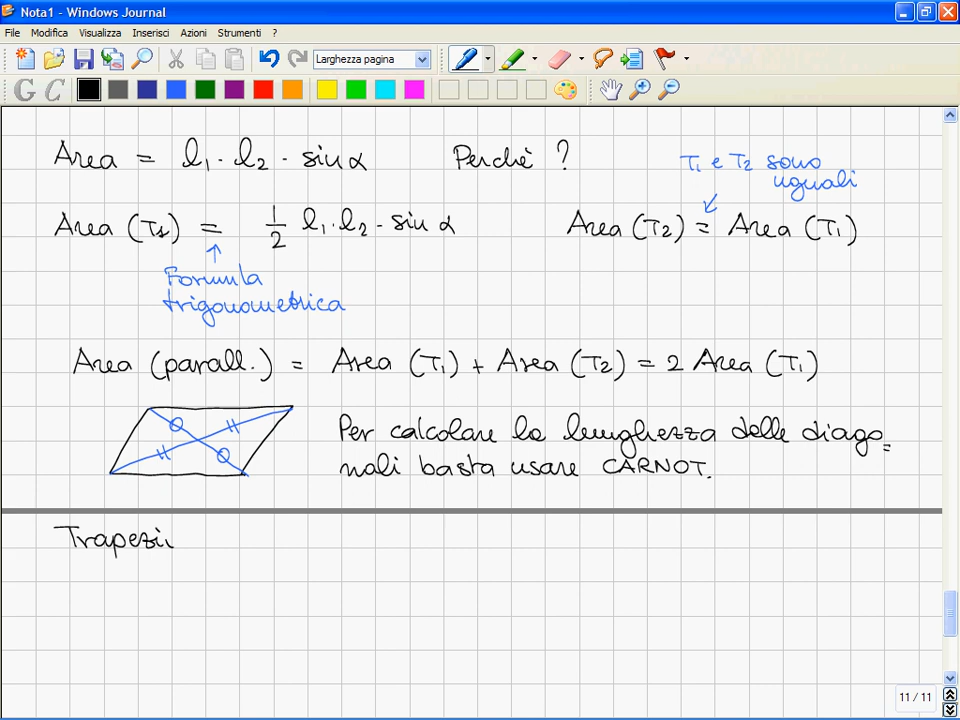 Nota1 - Windows Journal
File Modifica Visualizza Inserisci Azioni Strumenti ?
Larghezza pagina
G C
Area = l₁ · l₂ · sin α Perchè ?
T₁ e T₂ sono
uguali
Area (T₁) = 1/2 l₁ · l₂ · sin α Area (T₂) = Area (T₁)
↑
Formula
trigonometrica
Area (parall.) = Area (T₁) + Area (T₂) = 2 Area (T₁)
Per calcolare la lunghezza delle diago=
nali basta usare CARNOT.
Trapezii
11 / 11